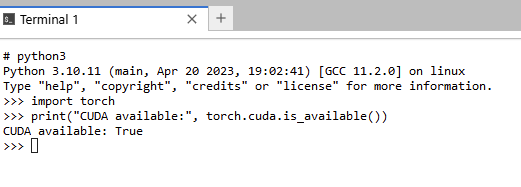 Terminal 1
# python3
Python 3.10.11 (main, Apr 20 2023, 19:02:41) [GCC 11.2.0] on linux
Type "help", "copyright", "credits" or "license" for more information.
>>> import torch
>>> print("CUDA available:", torch.cuda.is_available())
CUDA available: True
>>>